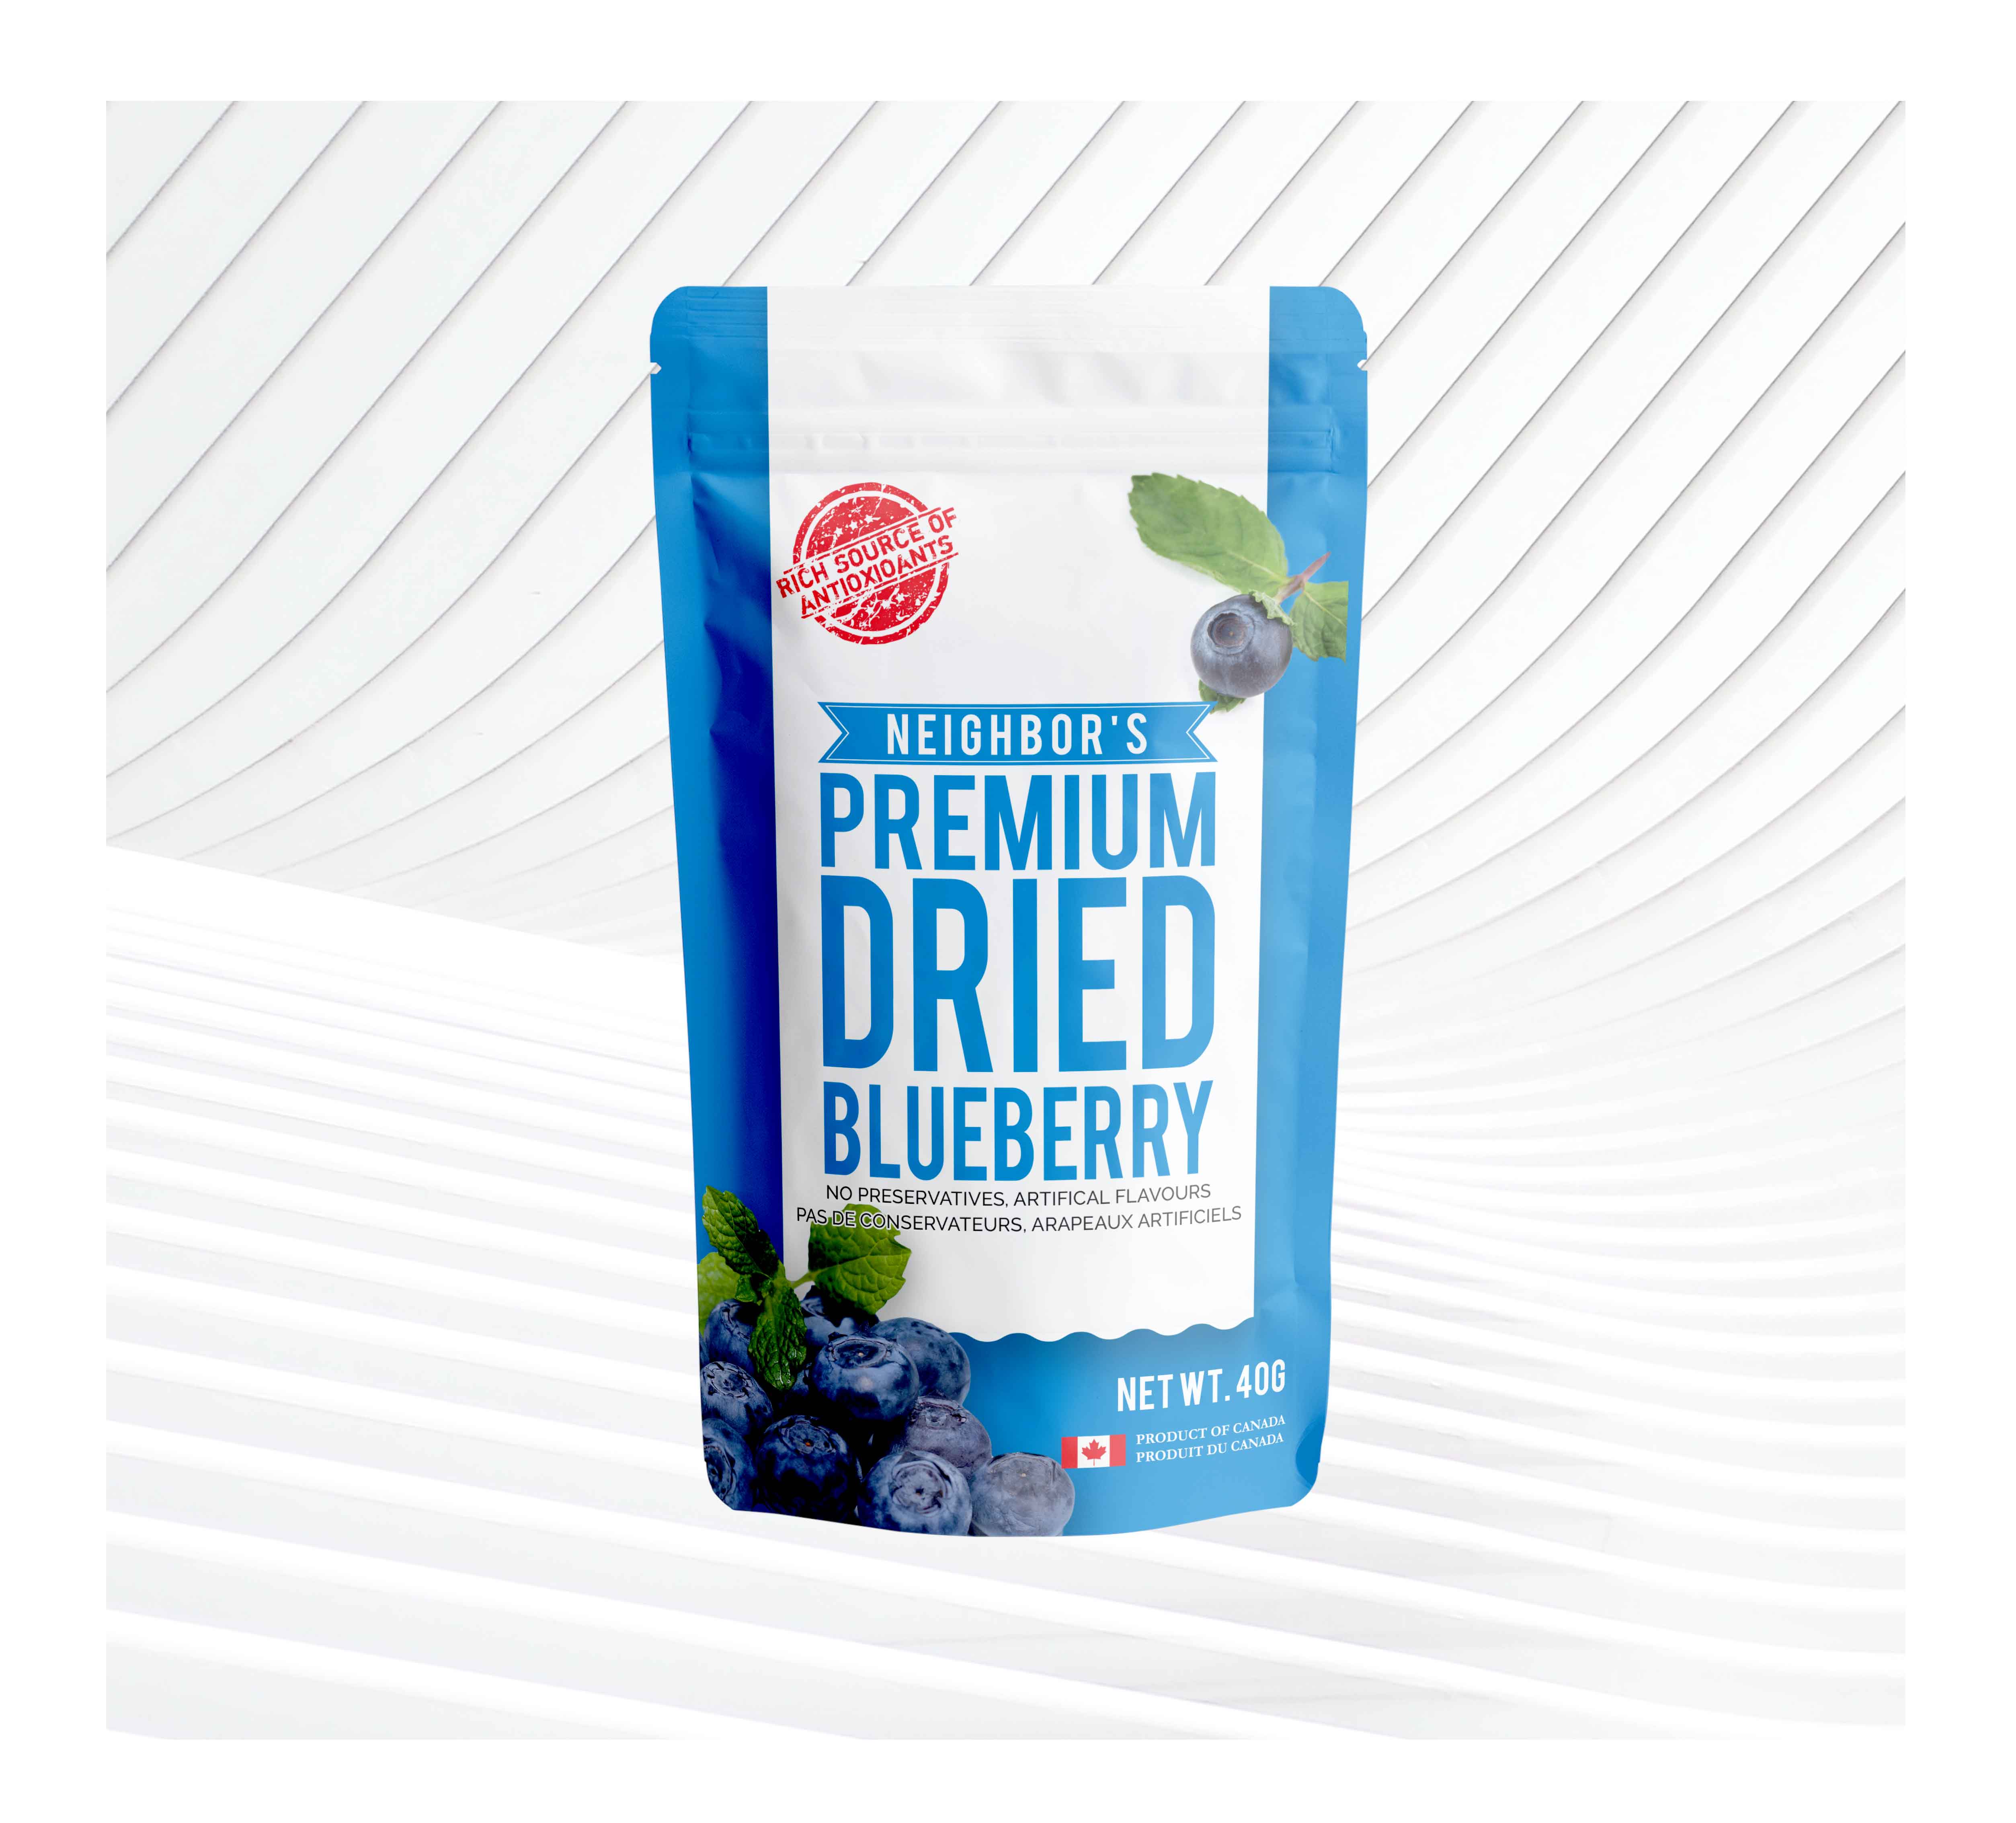 RICH SOURCE OF
ANTIOXIOANTS
NEIGHBOR'S
PREMIUM
DRIED
BLUEBERRY
NO PRESERVATIVES, ARTIFICAL FLAVOURS
PAS DE CONSERVATEURS, ARAPEAUX ARTIFICIELS
NET WT. 40G
PRODUCT OF CANADA
PRODUIT DU CANADA